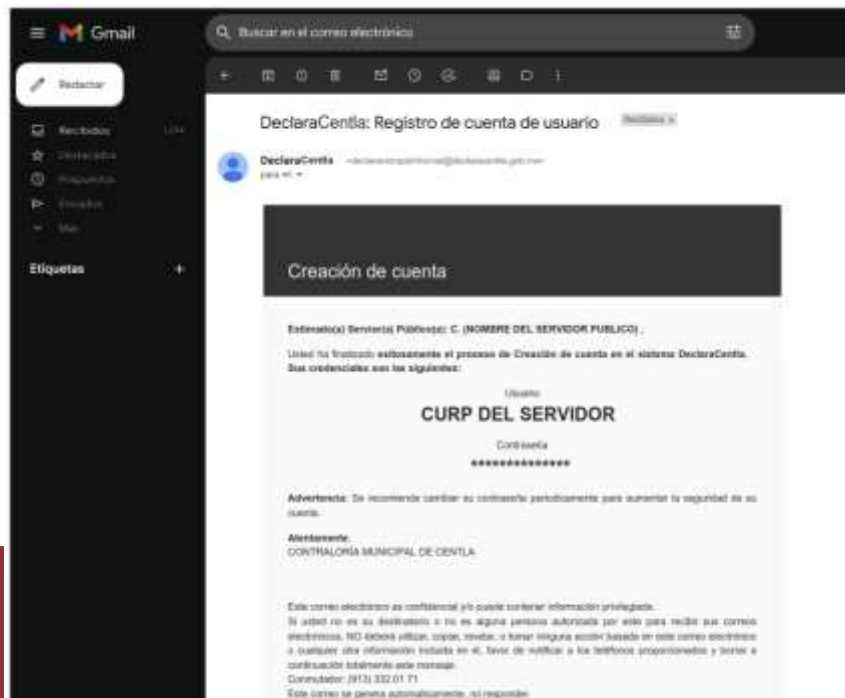 Gmail
Buscar en el correo electrónico
Redactar
Recibidos
Destacados
Pospuestos
Enviados
Más
Etiquetas +
DeclaraCentla: Registro de cuenta de usuario
Recibidos x
DeclaraCentla
para mí
Creación de cuenta
Estimado(a) Servidor(a) Público(a): C. (NOMBRE DEL SERVIDOR PUBLICO) .
Usted ha finalizado exitosamente el proceso de Creación de cuenta en el sistema DeclaraCentla.
Sus credenciales son las siguientes:
Usuario
CURP DEL SERVIDOR
Contraseña
**************
Advertencia: Se recomienda cambiar su contraseña periodicamente para aumentar la seguridad de su
cuenta.
Atentamente.
CONTRALORÍA MUNICIPAL DE CENTLA
Este correo electrónico es confidencial y/o puede contener información privilegiada.
Si usted no es su destinatario o no es alguna persona autorizada por este para recibir sus correos
electrónicos, NO deberá utilizar, copiar, revelar, o tomar ninguna acción basada en este correo electrónico
o cualquier otra información incluida en el, favor de notificar a los teléfonos proporcionados y borrar a
continuación totalmente este mensaje.
Conmutador: (913) 332 01 71
Este correo se genera automáticamente, no responder.